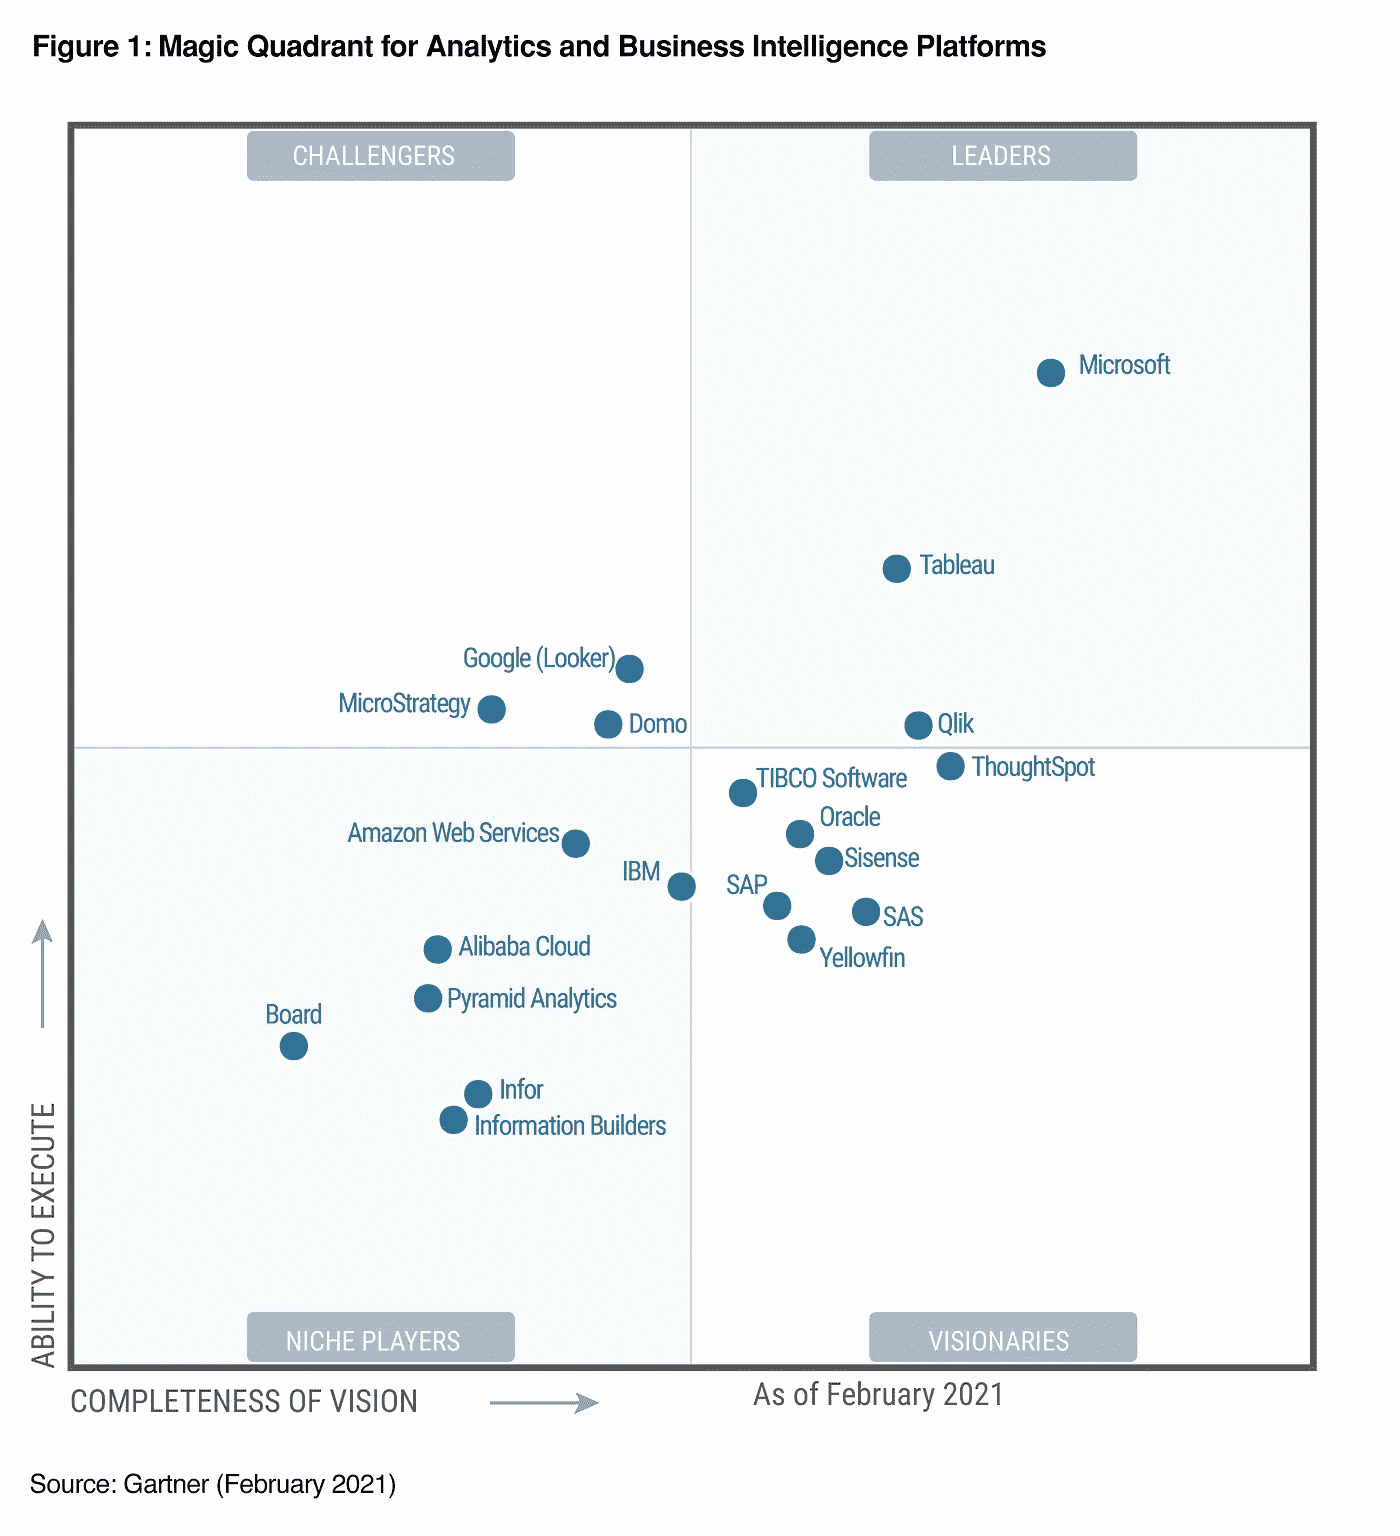 Figure 1: Magic Quadrant for Analytics and Business Intelligence Platforms
CHALLENGERS
LEADERS
Microsoft
Tableau
Google (Looker)
MicroStrategy
Domo
Qlik
ThoughtSpot
TIBCO Software
Oracle
Amazon Web Services
Sisense
IBM
SAP
SAS
Alibaba Cloud
Yellowfin
Pyramid Analytics
Board
Infor
Information Builders
ABILITY TO EXECUTE
NICHE PLAYERS
VISIONARIES
COMPLETENESS OF VISION
As of February 2021
Source: Gartner (February 2021)